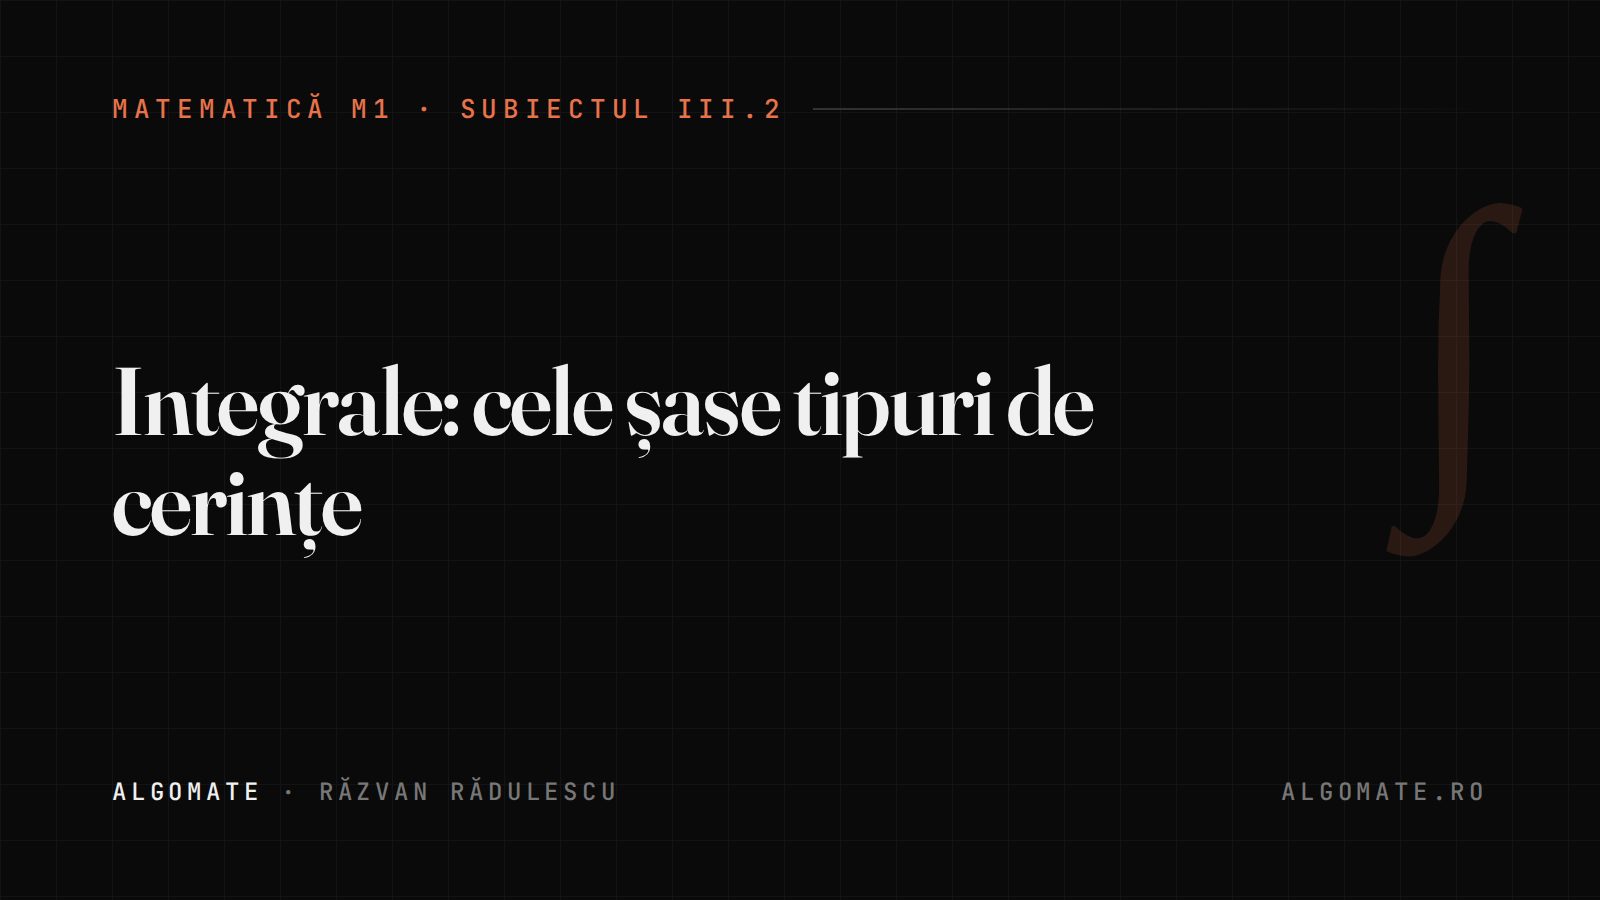 MATEMATICĂ M1 · SUBIECTUL III.2
∫
Integrale: cele șase tipuri de
cerințe
ALGOMATE · RĂZVAN RĂDULESCU
ALGOMATE.RO